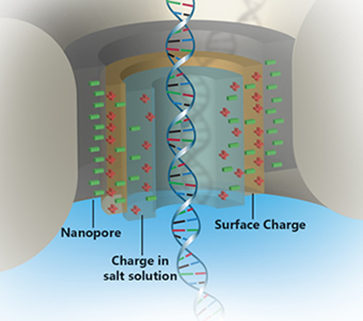 Nanopore
Surface Charge
Charge in
salt solution